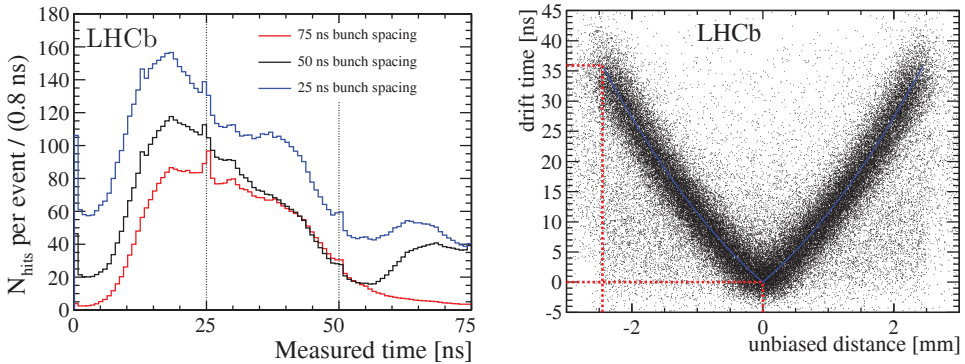 LHCb
75 ns bunch spacing
50 ns bunch spacing
25 ns bunch spacing
N_hits per event / (0.8 ns)
180
160
140
120
100
80
60
40
20
0
0 25 50 75
Measured time [ns]
LHCb
drift time [ns]
45
40
35
30
25
20
15
10
5
0
-5
-2 0 2
unbiased distance [mm]